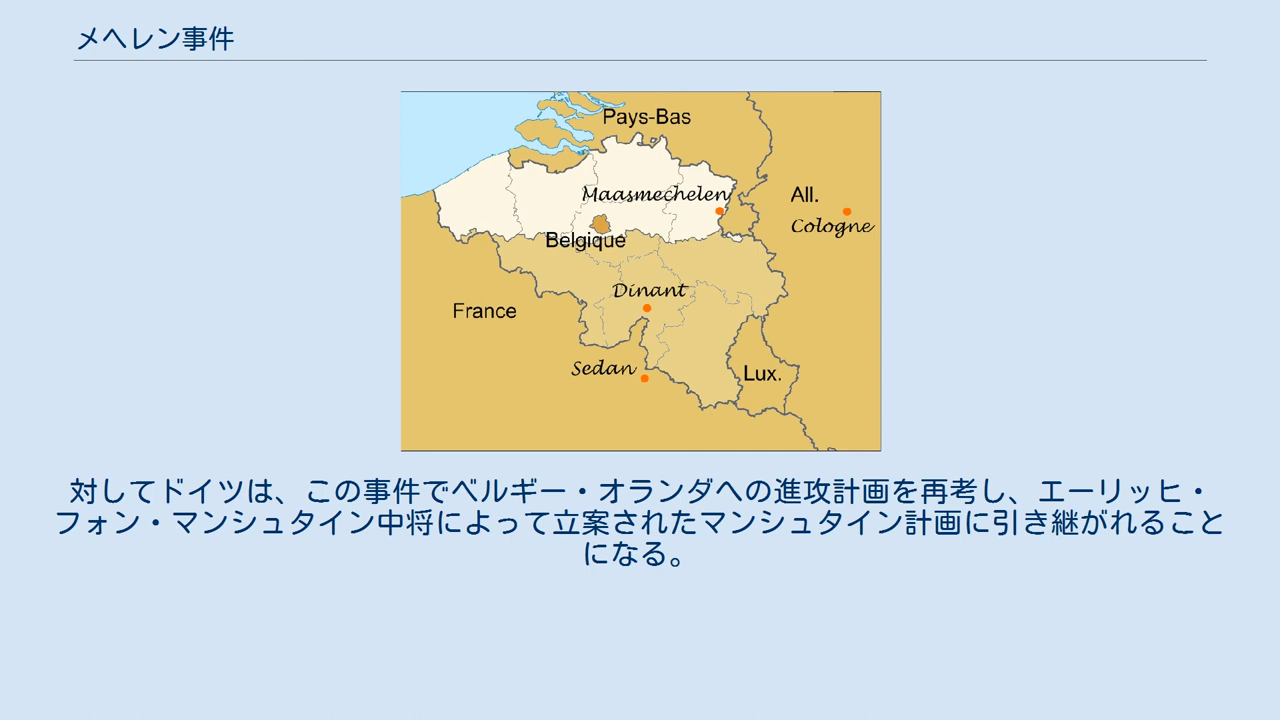 メヘレン事件
Pays-Bas
Maasmechelen
All.
Cologne
Belgique
Dinant
France
Sedan
Lux.
対してドイツは、この事件でベルギー・オランダへの進攻計画を再考し、エーリッヒ・
フォン・マンシュタイン中将によって立案されたマンシュタイン計画に引き継がれること
になる。